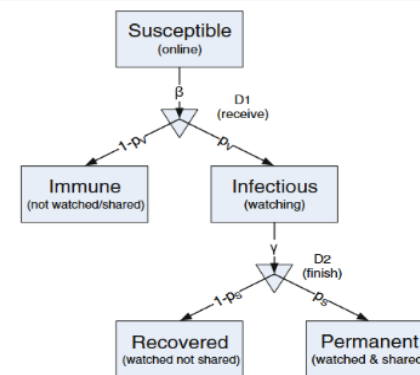 Susceptible
(online)
β
D1
(receive)
1-pv
pv
Immune
(not watched/shared)
Infectious
(watching)
γ
D2
(finish)
1-ps
ps
Recovered
(watched not shared)
Permanent
(watched & shared